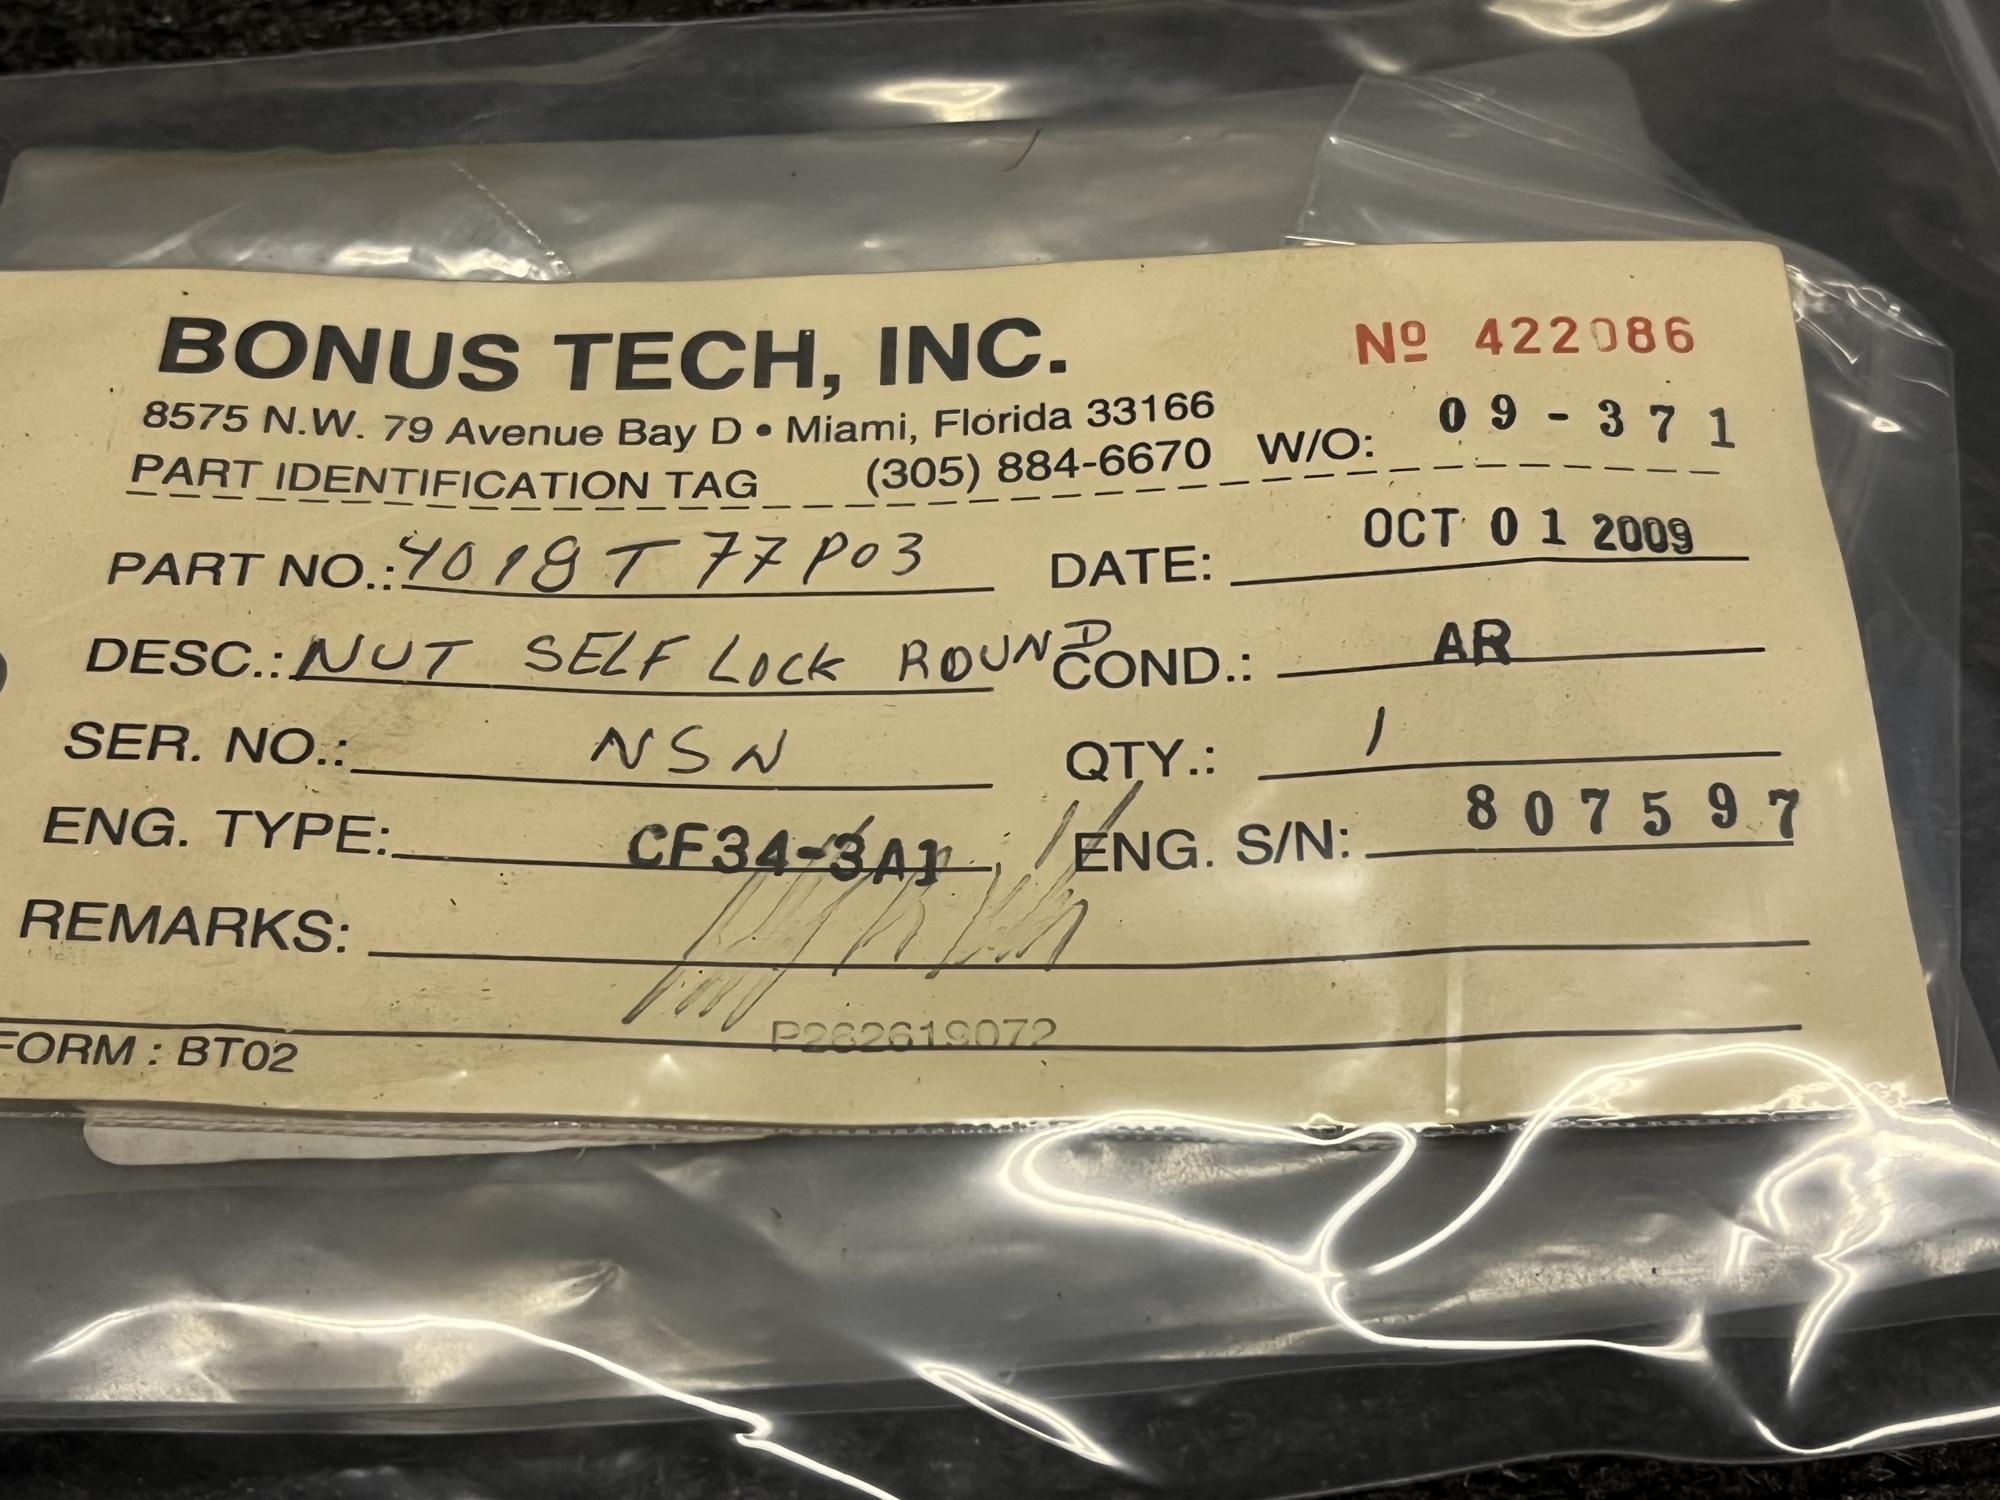 BONUS TECH, INC.
Nº 422086
8575 N.W. 79 Avenue Bay D • Miami, Florida 33166
PART IDENTIFICATION TAG (305) 884-6670 W/O: 09-371
PART NO.: 4018T77P03 DATE: OCT 01 2009
DESC.: NUT SELF LOCK ROUND COND.: AR
SER. NO.: NSN QTY.: 1
ENG. TYPE: CF34-3A1 ENG. S/N: 807597
REMARKS:
P262619072
FORM : BT02